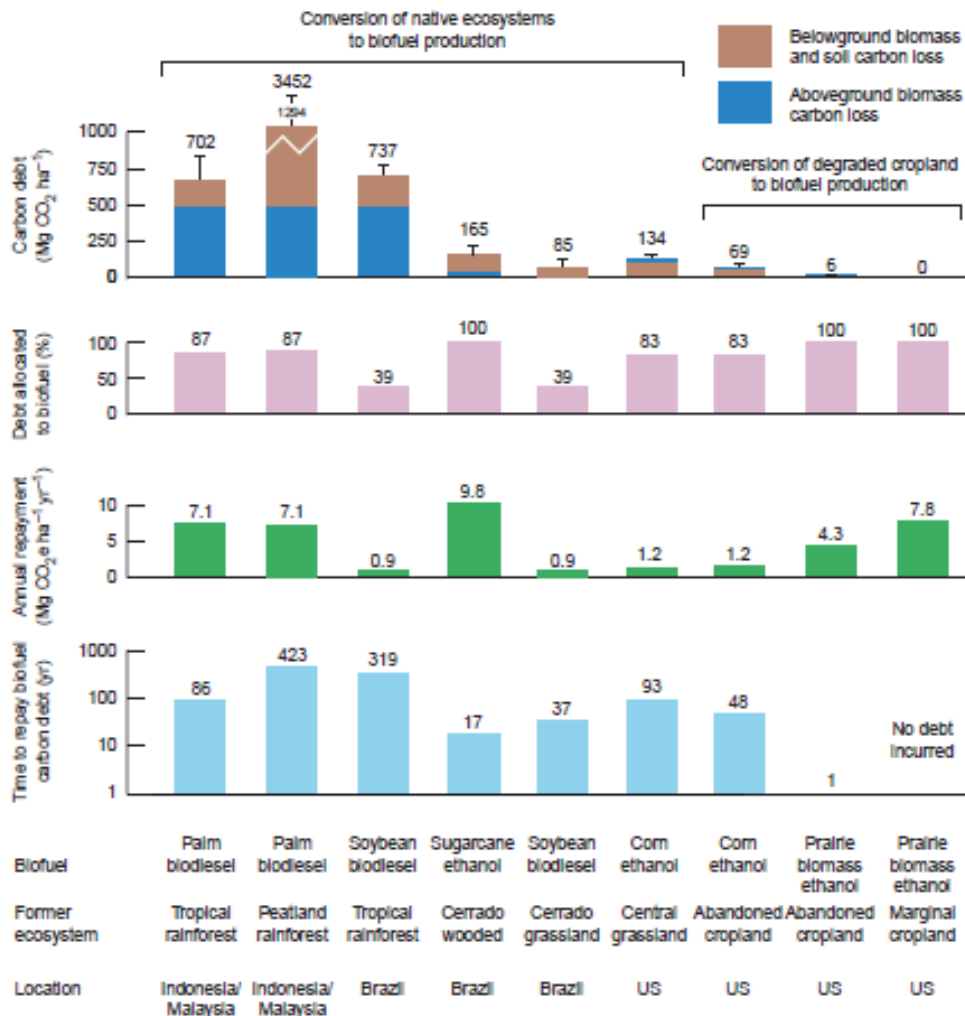 Conversion of native ecosystems
to biofuel production
Belowground biomass
and soil carbon loss
Aboveground biomass
carbon loss
Conversion of degraded cropland
to biofuel production
Carbon debt
(Mg CO₂ ha⁻¹)
1000
750
500
250
0
702
3452
1294
737
165
85
134
69
6
0
Debt allocated
to biofuel (%)
100
50
0
87
87
39
100
39
83
83
100
100
Annual repayment
(Mg CO₂e ha⁻¹ yr⁻¹)
10
5
0
7.1
7.1
0.9
9.8
0.9
1.2
1.2
4.3
7.8
Time to repay biofuel
carbon debt (yr)
1000
100
10
1
86
423
319
17
37
93
48
1
No debt
incurred
Biofuel
Palm
biodiesel
Palm
biodiesel
Soybean
biodiesel
Sugarcane
ethanol
Soybean
biodiesel
Corn
ethanol
Corn
ethanol
Prairie
biomass
ethanol
Prairie
biomass
ethanol
Former
ecosystem
Tropical
rainforest
Peatland
rainforest
Tropical
rainforest
Cerrado
wooded
Cerrado
grassland
Central
grassland
Abandoned
cropland
Abandoned
cropland
Marginal
cropland
Location
Indonesia/
Malaysia
Indonesia/
Malaysia
Brazil
Brazil
Brazil
US
US
US
US